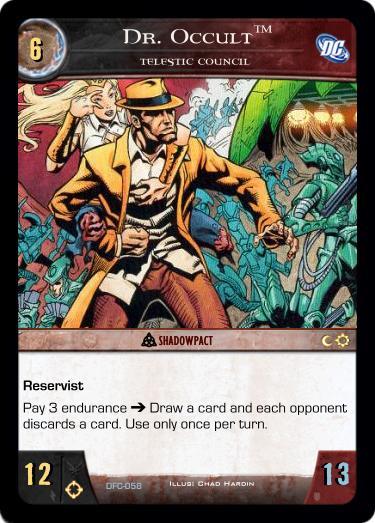 6
Dr. Occult™
DC
TELESTIC COUNCIL
SHADOWPACT
Reservist
Pay 3 endurance ➔ Draw a card and each opponent
discards a card. Use only once per turn.
12
DFC-058
Illus: Chad Hardin
13